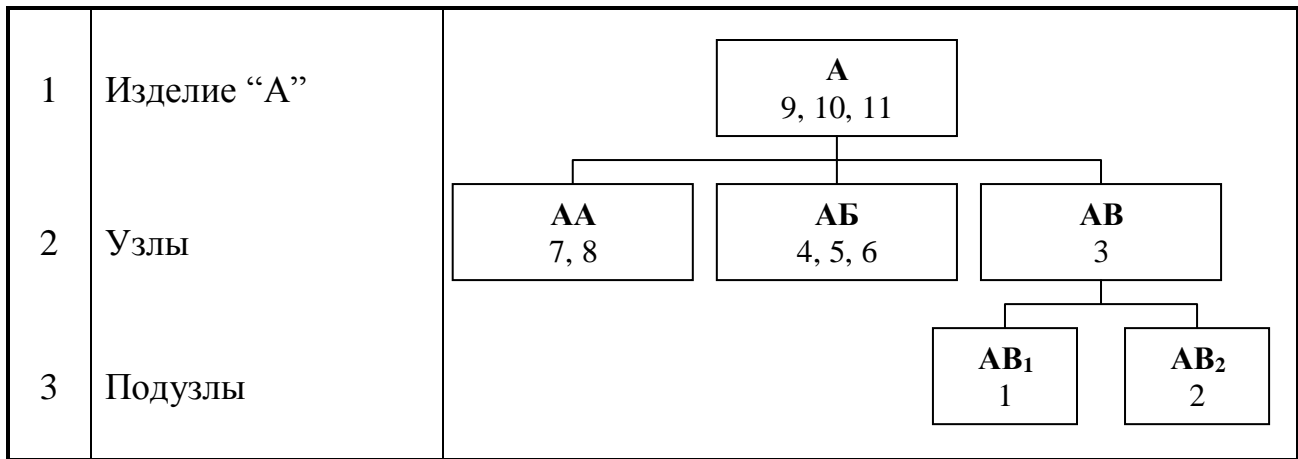 1 Изделие “А”
А
9, 10, 11
2 Узлы
АА
7, 8
АБ
4, 5, 6
АВ
3
3 Подузлы
АВ₁
1
АВ₂
2